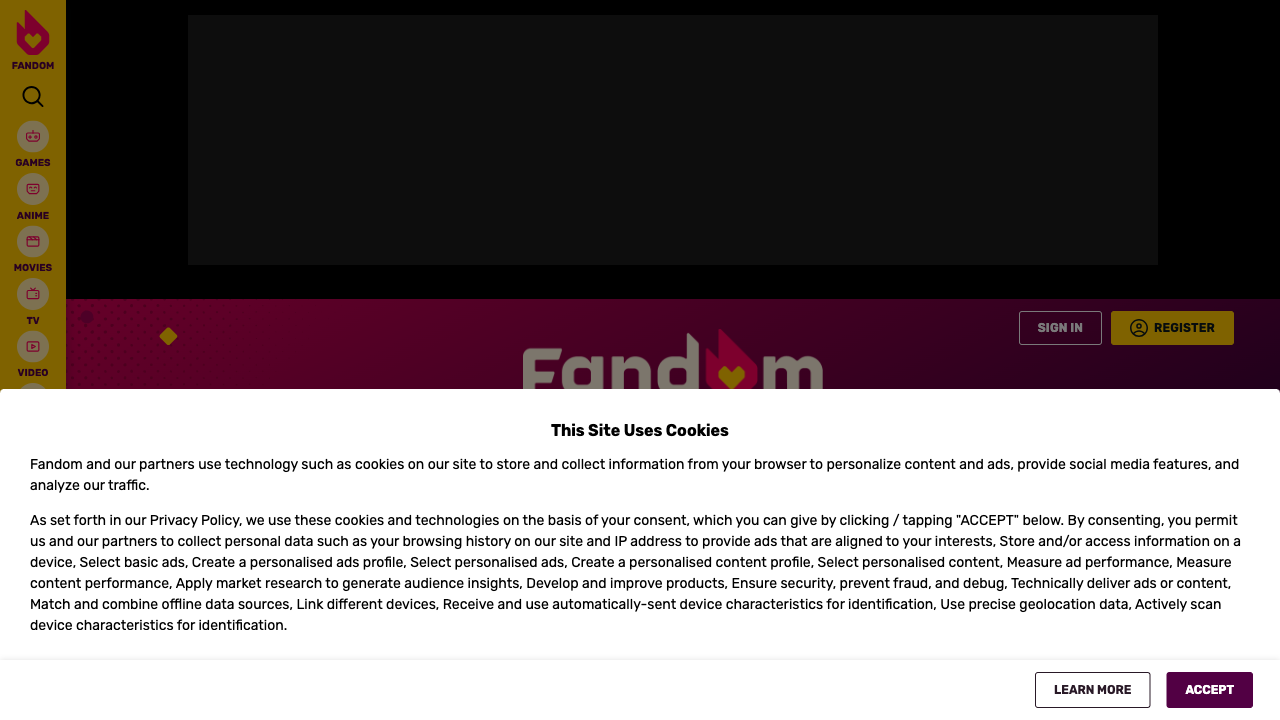 FANDOM
GAMES
ANIME
MOVIES
TV
VIDEO
SIGN IN
REGISTER
Fandom
This Site Uses Cookies
Fandom and our partners use technology such as cookies on our site to store and collect information from your browser to personalize content and ads, provide social media features, and
analyze our traffic.
As set forth in our Privacy Policy, we use these cookies and technologies on the basis of your consent, which you can give by clicking / tapping "ACCEPT" below. By consenting, you permit
us and our partners to collect personal data such as your browsing history on our site and IP address to provide ads that are aligned to your interests, Store and/or access information on a
device, Select basic ads, Create a personalised ads profile, Select personalised ads, Create a personalised content profile, Select personalised content, Measure ad performance, Measure
content performance, Apply market research to generate audience insights, Develop and improve products, Ensure security, prevent fraud, and debug, Technically deliver ads or content,
Match and combine offline data sources, Link different devices, Receive and use automatically-sent device characteristics for identification, Use precise geolocation data, Actively scan
device characteristics for identification.
LEARN MORE
ACCEPT